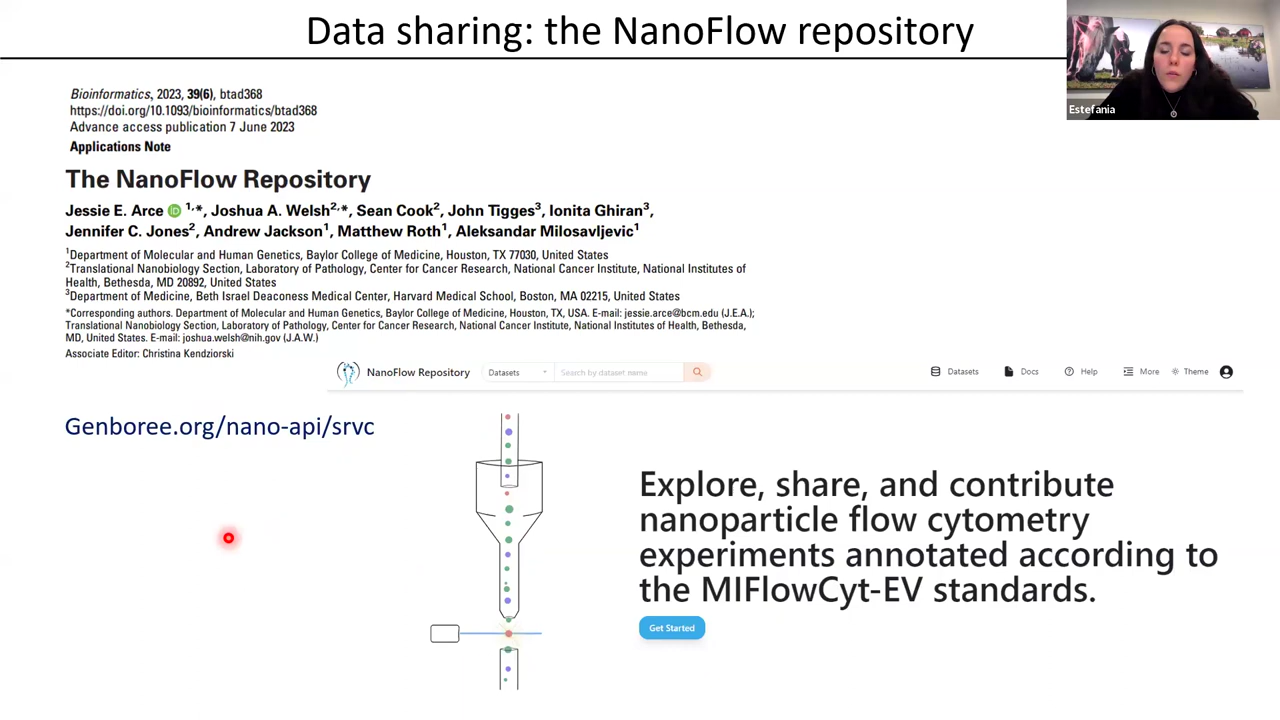 Data sharing: the NanoFlow repository
Estefania
Bioinformatics, 2023, 39(6), btad368
https://doi.org/10.1093/bioinformatics/btad368
Advance access publication 7 June 2023
Applications Note
The NanoFlow Repository
Jessie E. Arce iD 1,*, Joshua A. Welsh2,*, Sean Cook2, John Tigges3, Ionita Ghiran3,
Jennifer C. Jones2, Andrew Jackson1, Matthew Roth1, Aleksandar Milosavljevic1
1Department of Molecular and Human Genetics, Baylor College of Medicine, Houston, TX 77030, United States
2Translational Nanobiology Section, Laboratory of Pathology, Center for Cancer Research, National Cancer Institute, National Institutes of
Health, Bethesda, MD 20892, United States
3Department of Medicine, Beth Israel Deaconess Medical Center, Harvard Medical School, Boston, MA 02215, United States
*Corresponding authors. Department of Molecular and Human Genetics, Baylor College of Medicine, Houston, TX, USA. E-mail: jessie.arce@bcm.edu (J.E.A.);
Translational Nanobiology Section, Laboratory of Pathology, Center for Cancer Research, National Cancer Institute, National Institutes of Health, Bethesda,
MD, United States. E-mail: joshua.welsh@nih.gov (J.A.W.)
Associate Editor: Christina Kendziorski
NanoFlow Repository Datasets Search by dataset name Datasets Docs Help More Theme
Genboree.org/nano-api/srvc
Explore, share, and contribute
nanoparticle flow cytometry
experiments annotated according to
the MIFlowCyt-EV standards.
Get Started